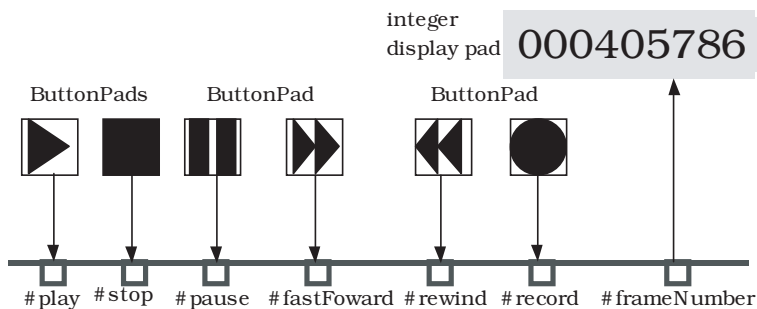 integer
display pad
000405786
ButtonPads
ButtonPad
ButtonPad
#play
#stop
#pause
#fastFoward
#rewind
#record
#frameNumber